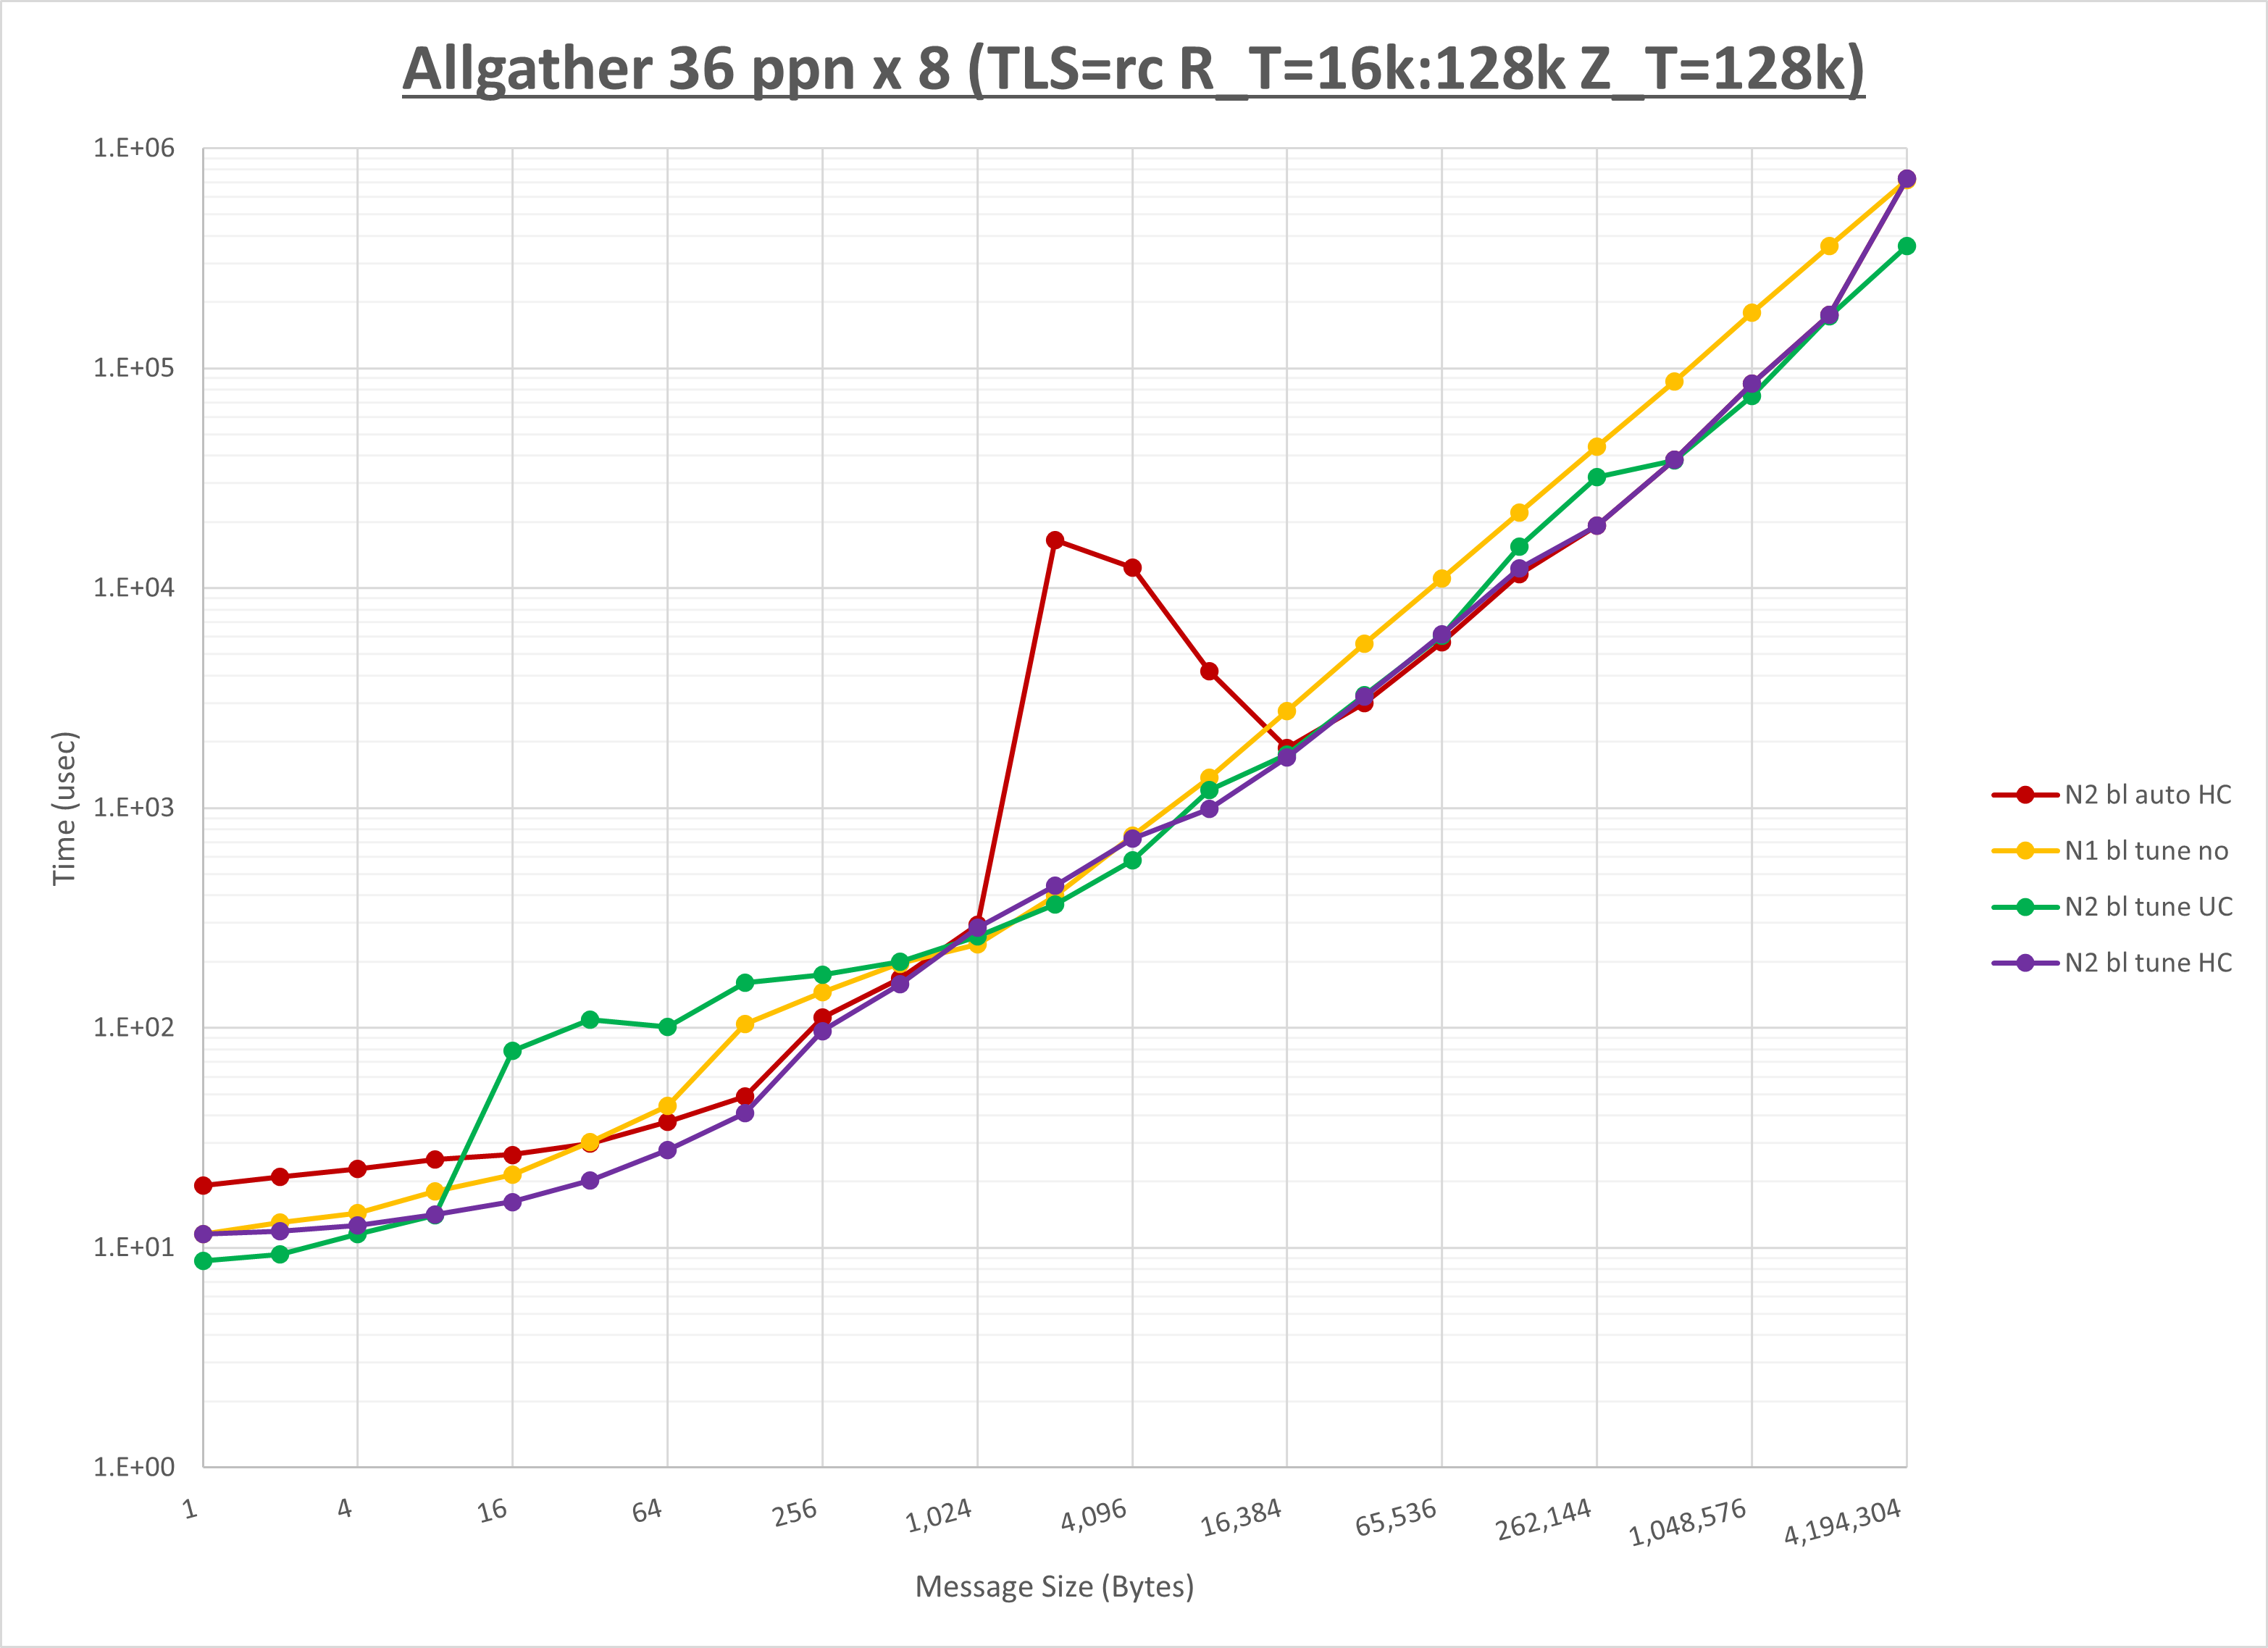 Allgather 36 ppn x 8 (TLS=rc R_T=16k:128k Z_T=128k)
1.E+06
1.E+05
1.E+04
1.E+03
1.E+02
1.E+01
1.E+00
Time (usec)
1
4
16
64
256
1,024
4,096
16,384
65,536
262,144
1,048,576
4,194,304
Message Size (Bytes)
N2 bl auto HC
N1 bl tune no
N2 bl tune UC
N2 bl tune HC